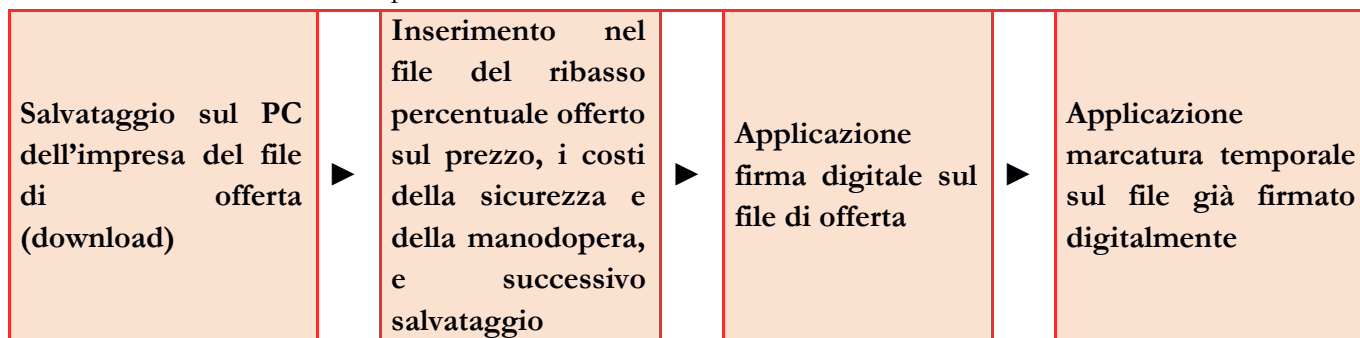 Salvataggio sul PC
dell'impresa del file
di offerta
(download)
►
Inserimento nel
file del ribasso
percentuale offerto
sul prezzo, i costi
della sicurezza e
della manodopera,
e successivo
salvataggio
►
Applicazione
firma digitale sul
file di offerta
►
Applicazione
marcatura temporale
sul file già firmato
digitalmente